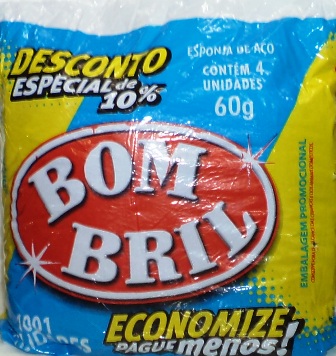 DESCONTO
ESPECIAL de
10%
ESPONJA DE AÇO
CONTÉM 4
UNIDADES
60g
BOM
BRIL
EMBALAGEM PROMOCIONAL
1001
ECONOMIZE
PAGUE menos!